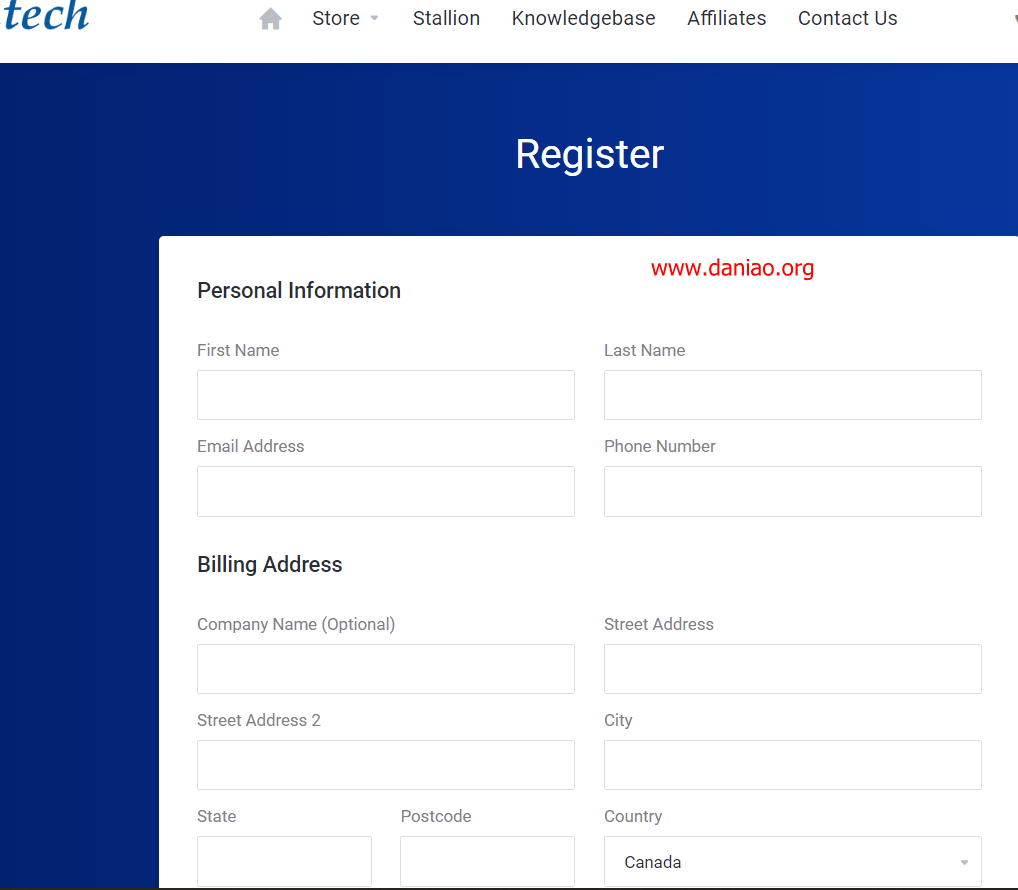 tech
Store Stallion Knowledgebase Affiliates Contact Us
Register
www.daniao.org
Personal Information
First Name Last Name
Email Address Phone Number
Billing Address
Company Name (Optional) Street Address
Street Address 2 City
State Postcode Country
Canada